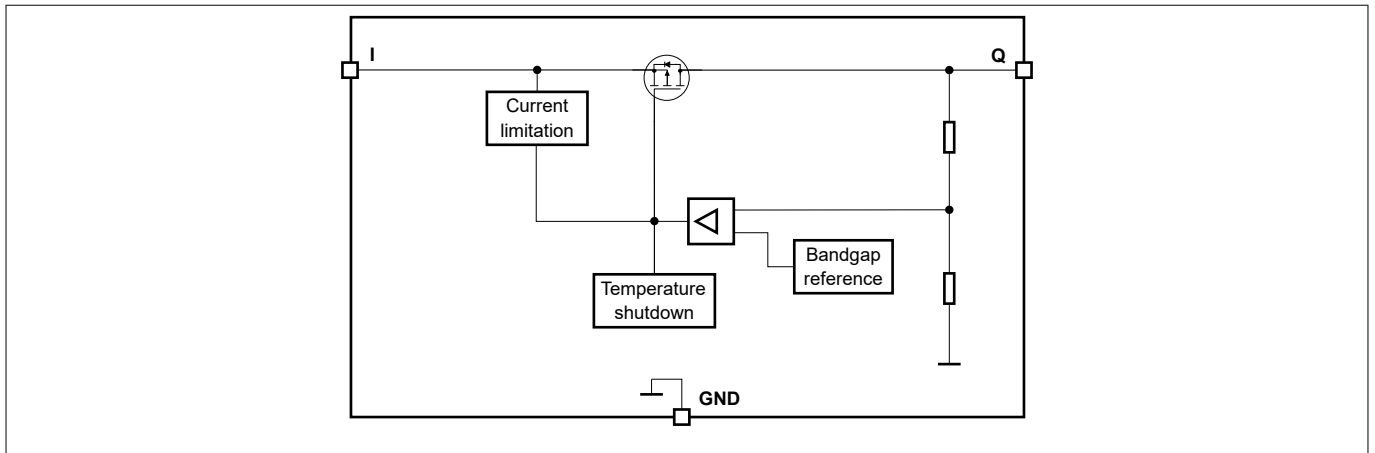 I
Q
Current
limitation
Bandgap
reference
Temperature
shutdown
GND